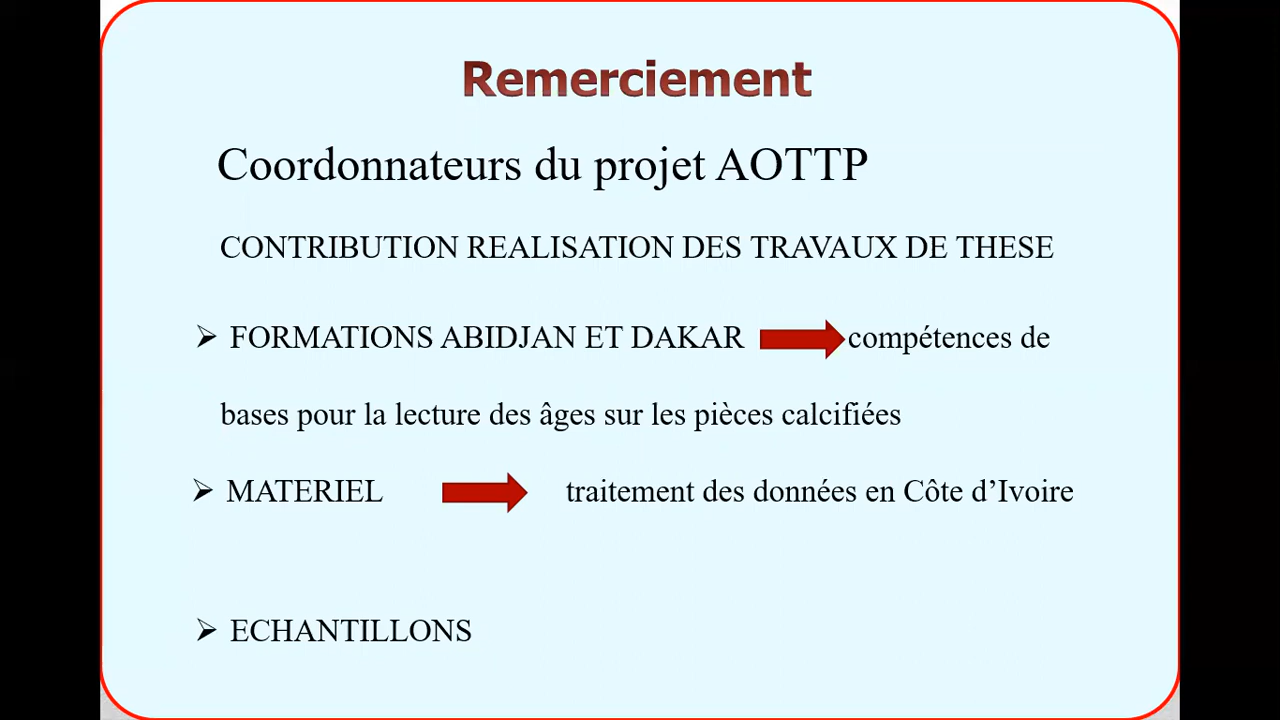 Remerciement
Coordonnateurs du projet AOTTP
CONTRIBUTION REALISATION DES TRAVAUX DE THESE
➢ FORMATIONS ABIDJAN ET DAKAR compétences de
bases pour la lecture des âges sur les pièces calcifiées
➢ MATERIEL traitement des données en Côte d’Ivoire
➢ ECHANTILLONS